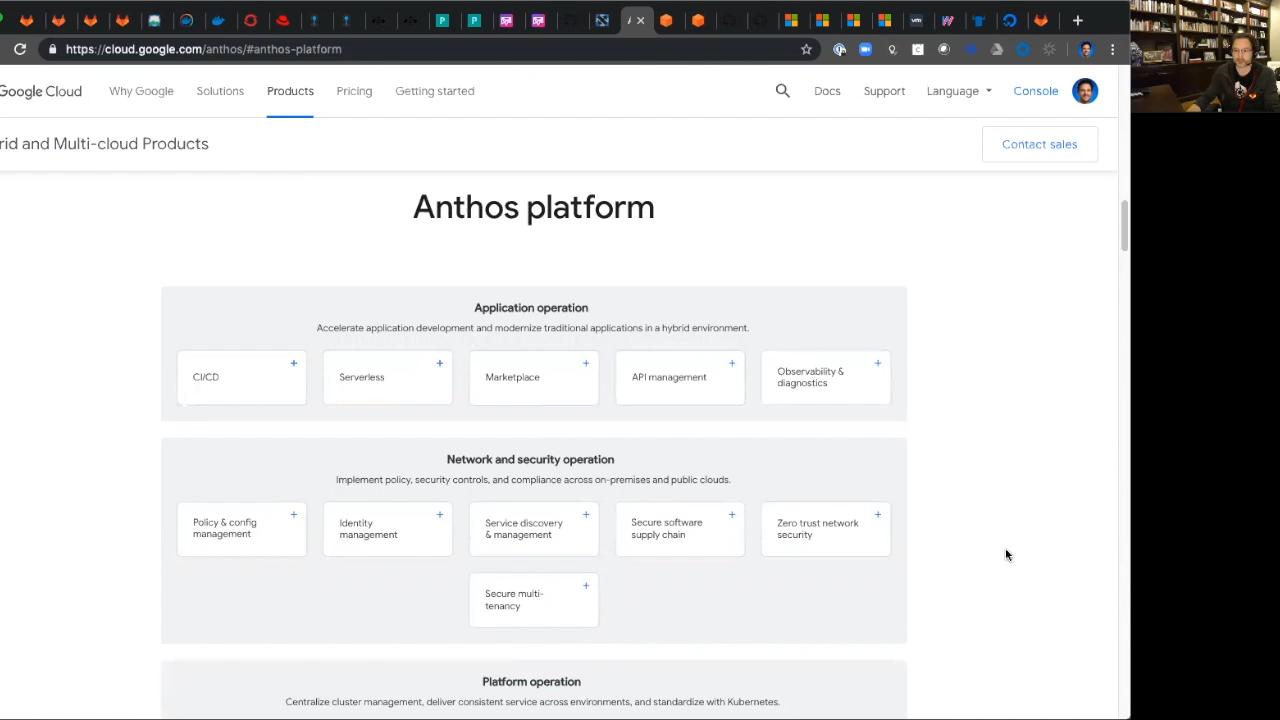 https://cloud.google.com/anthos/#anthos-platform
Google Cloud
Why Google
Solutions
Products
Pricing
Getting started
Docs
Support
Language
Console
rid and Multi-cloud Products
Contact sales
Anthos platform
Application operation
Accelerate application development and modernize traditional applications in a hybrid environment.
CI/CD
Serverless
Marketplace
API management
Observability &
diagnostics
Network and security operation
Implement policy, security controls, and compliance across on-premises and public clouds.
Policy & config
management
Identity
management
Service discovery
& management
Secure software
supply chain
Zero trust network
security
Secure multi-
tenancy
Platform operation
Centralize cluster management, deliver consistent service across environments, and standardize with Kubernetes.